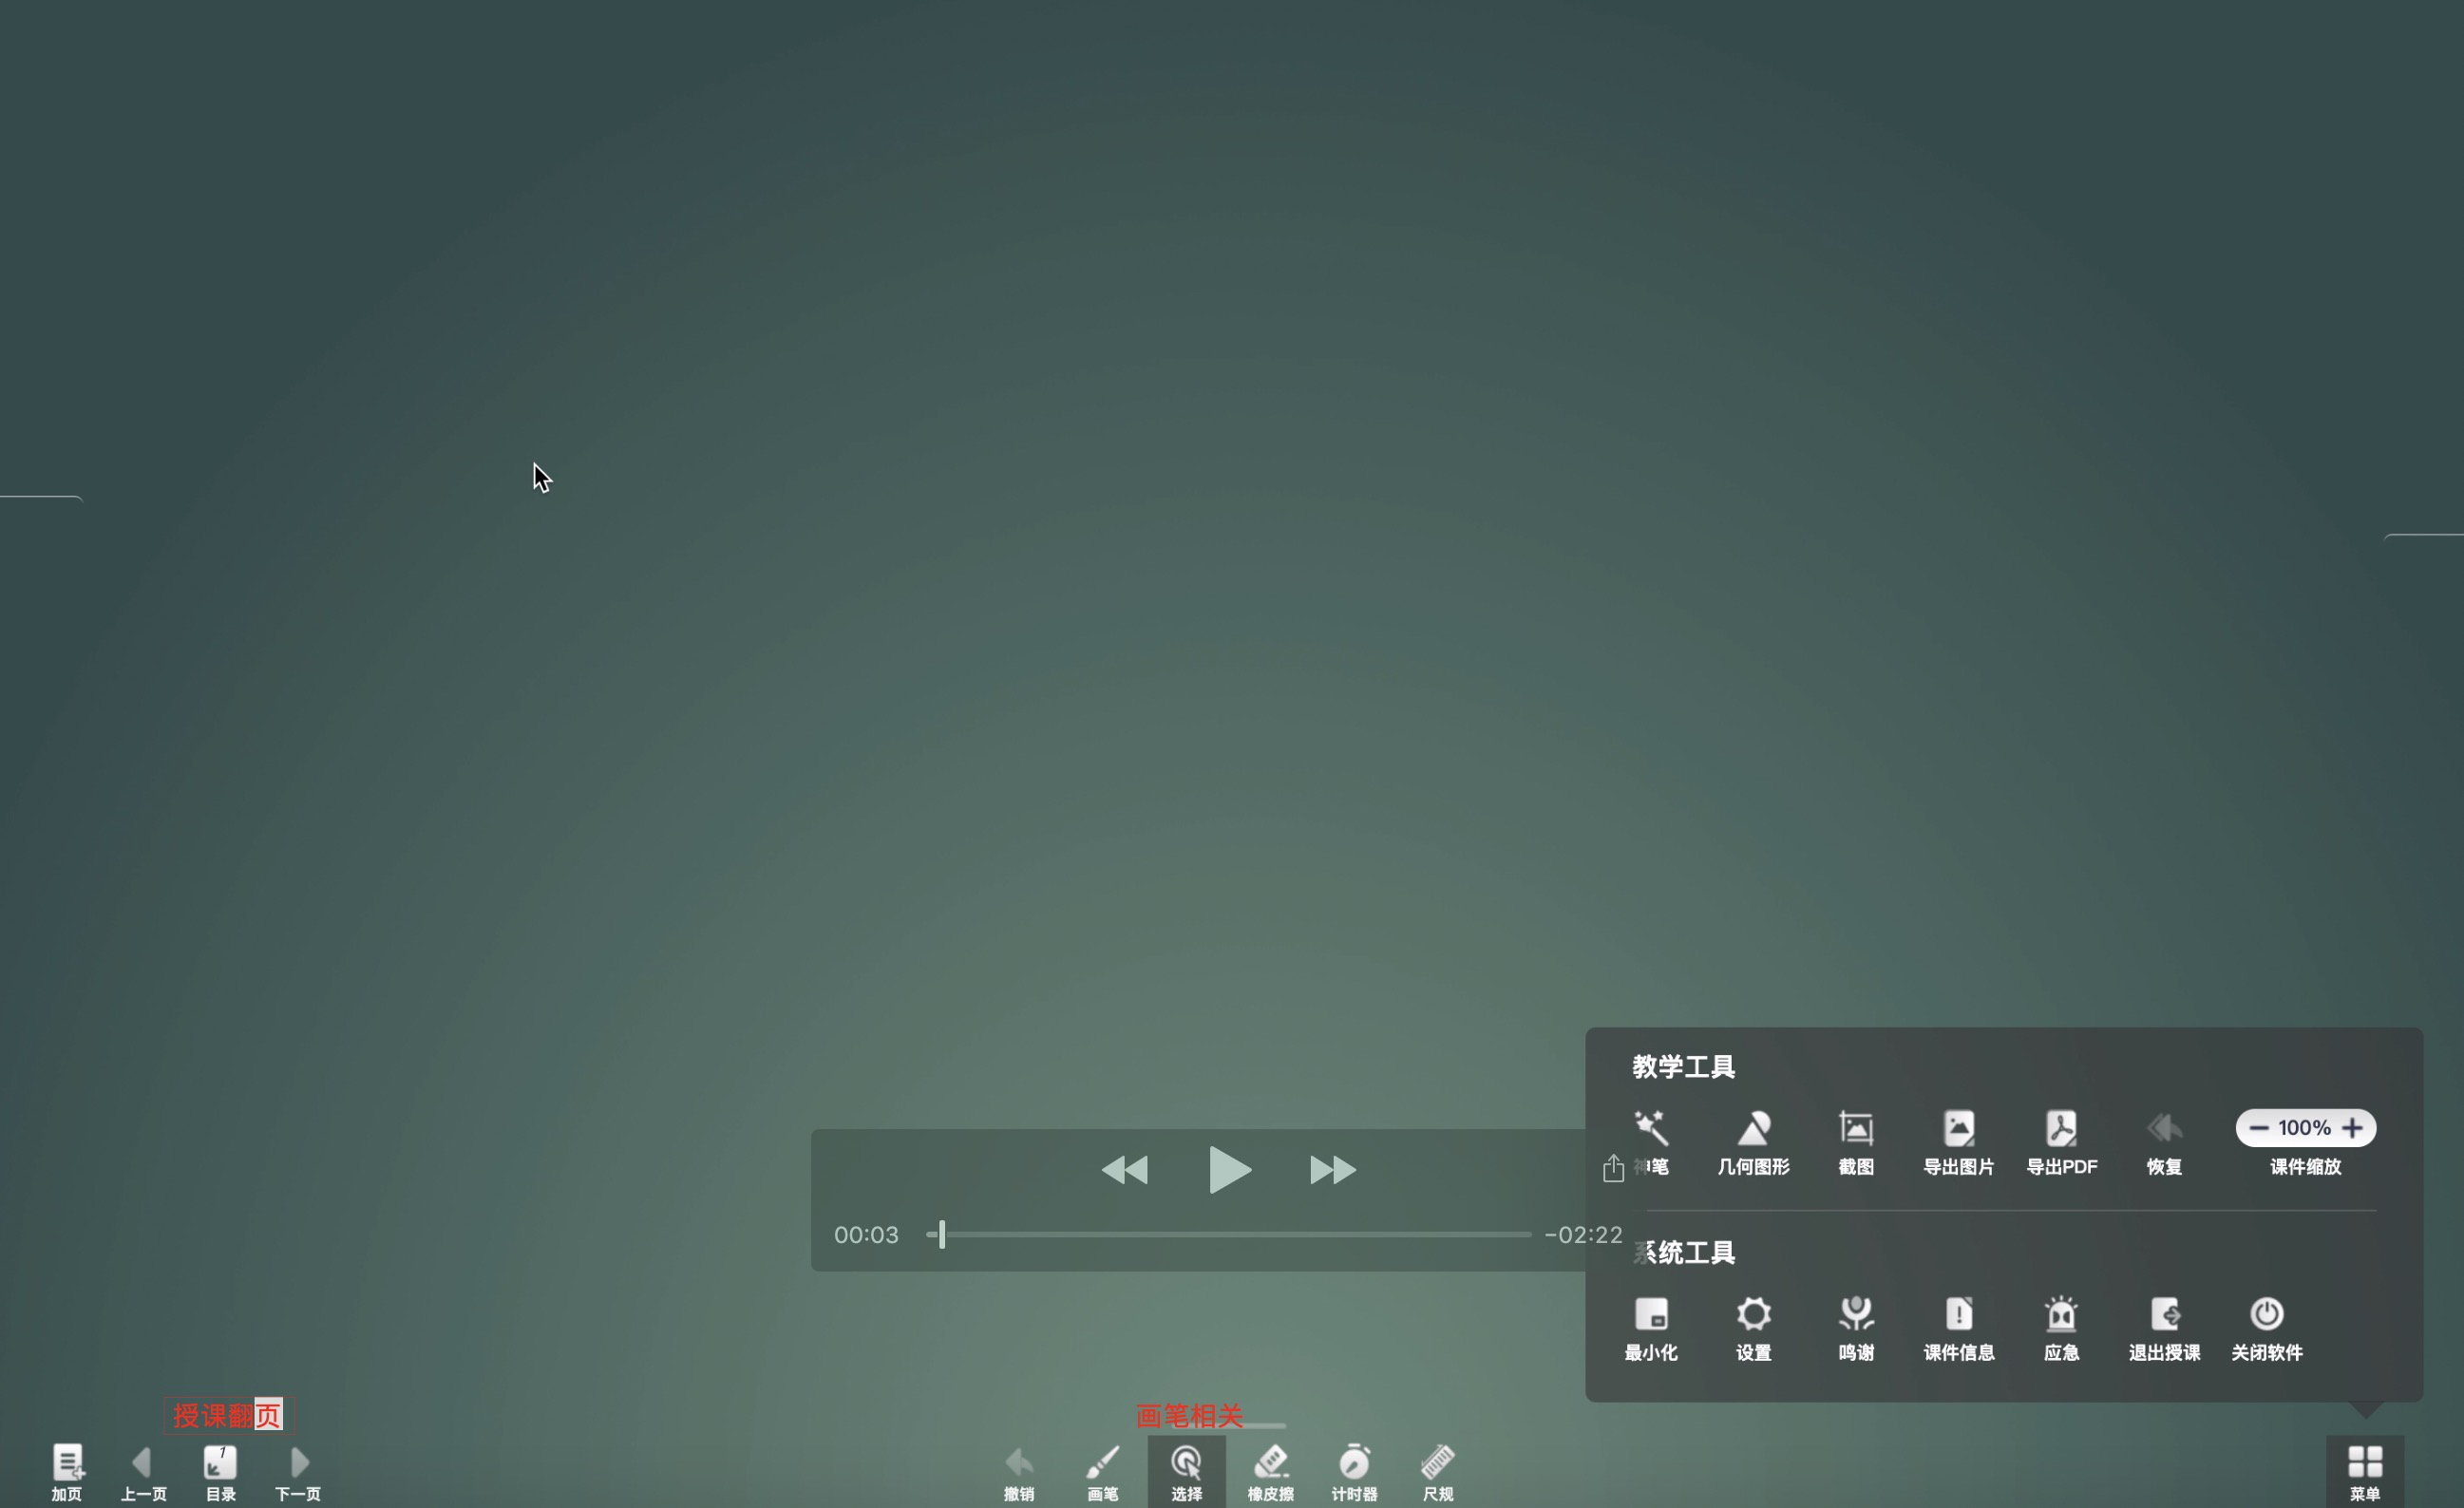 教学工具
神笔 几何图形 截图 导出图片 导出PDF 恢复 100% 课件缩放
00:03 -02:22
系统工具
最小化 设置 鸣谢 课件信息 应急 退出授课 关闭软件
授课翻页 画笔相关
1
加页 上一页 目录 下一页 撤销 画笔 选择 橡皮擦 计时器 尺规 菜单